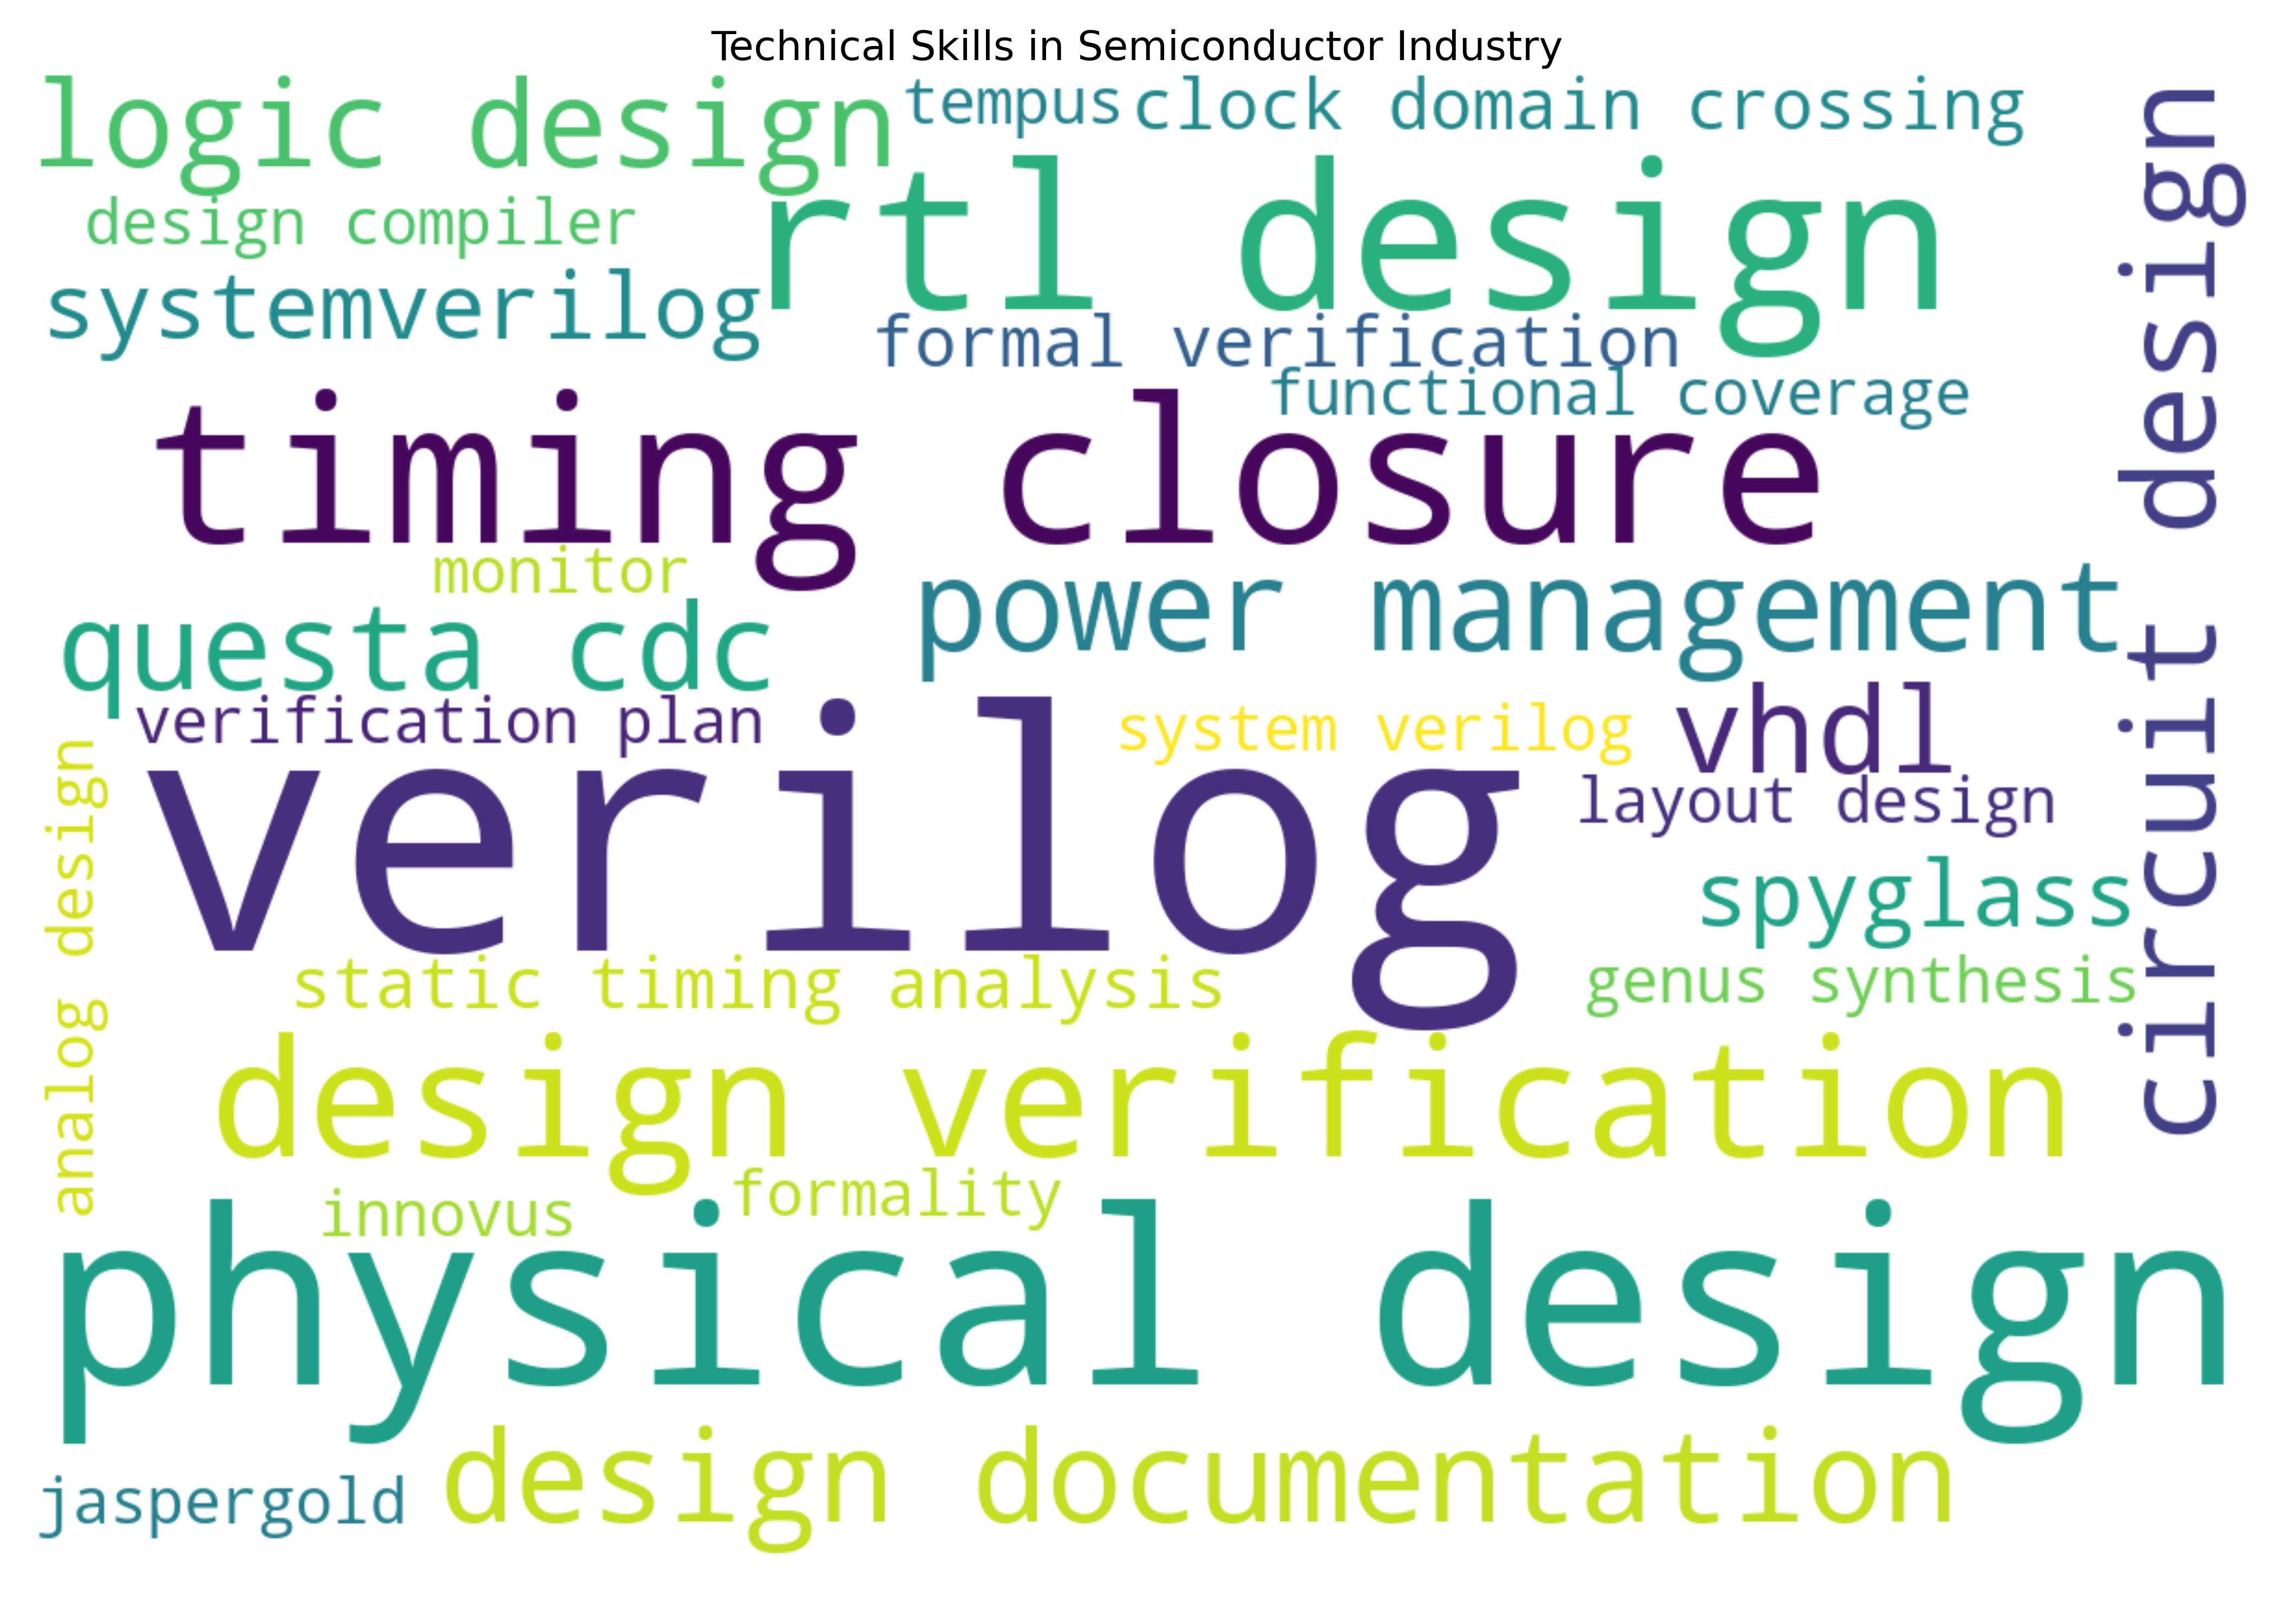 Technical Skills in Semiconductor Industry
logic design
tempus
clock domain crossing
design compiler
rtl design
systemverilog
formal verification
functional coverage
timing closure
circuit design
monitor
power management
questa cdc
verification plan
system verilog
vhdl
layout design
verilog
analog design
spyglass
static timing analysis
genus synthesis
design verification
formality
innovus
physical design
design documentation
jaspergold